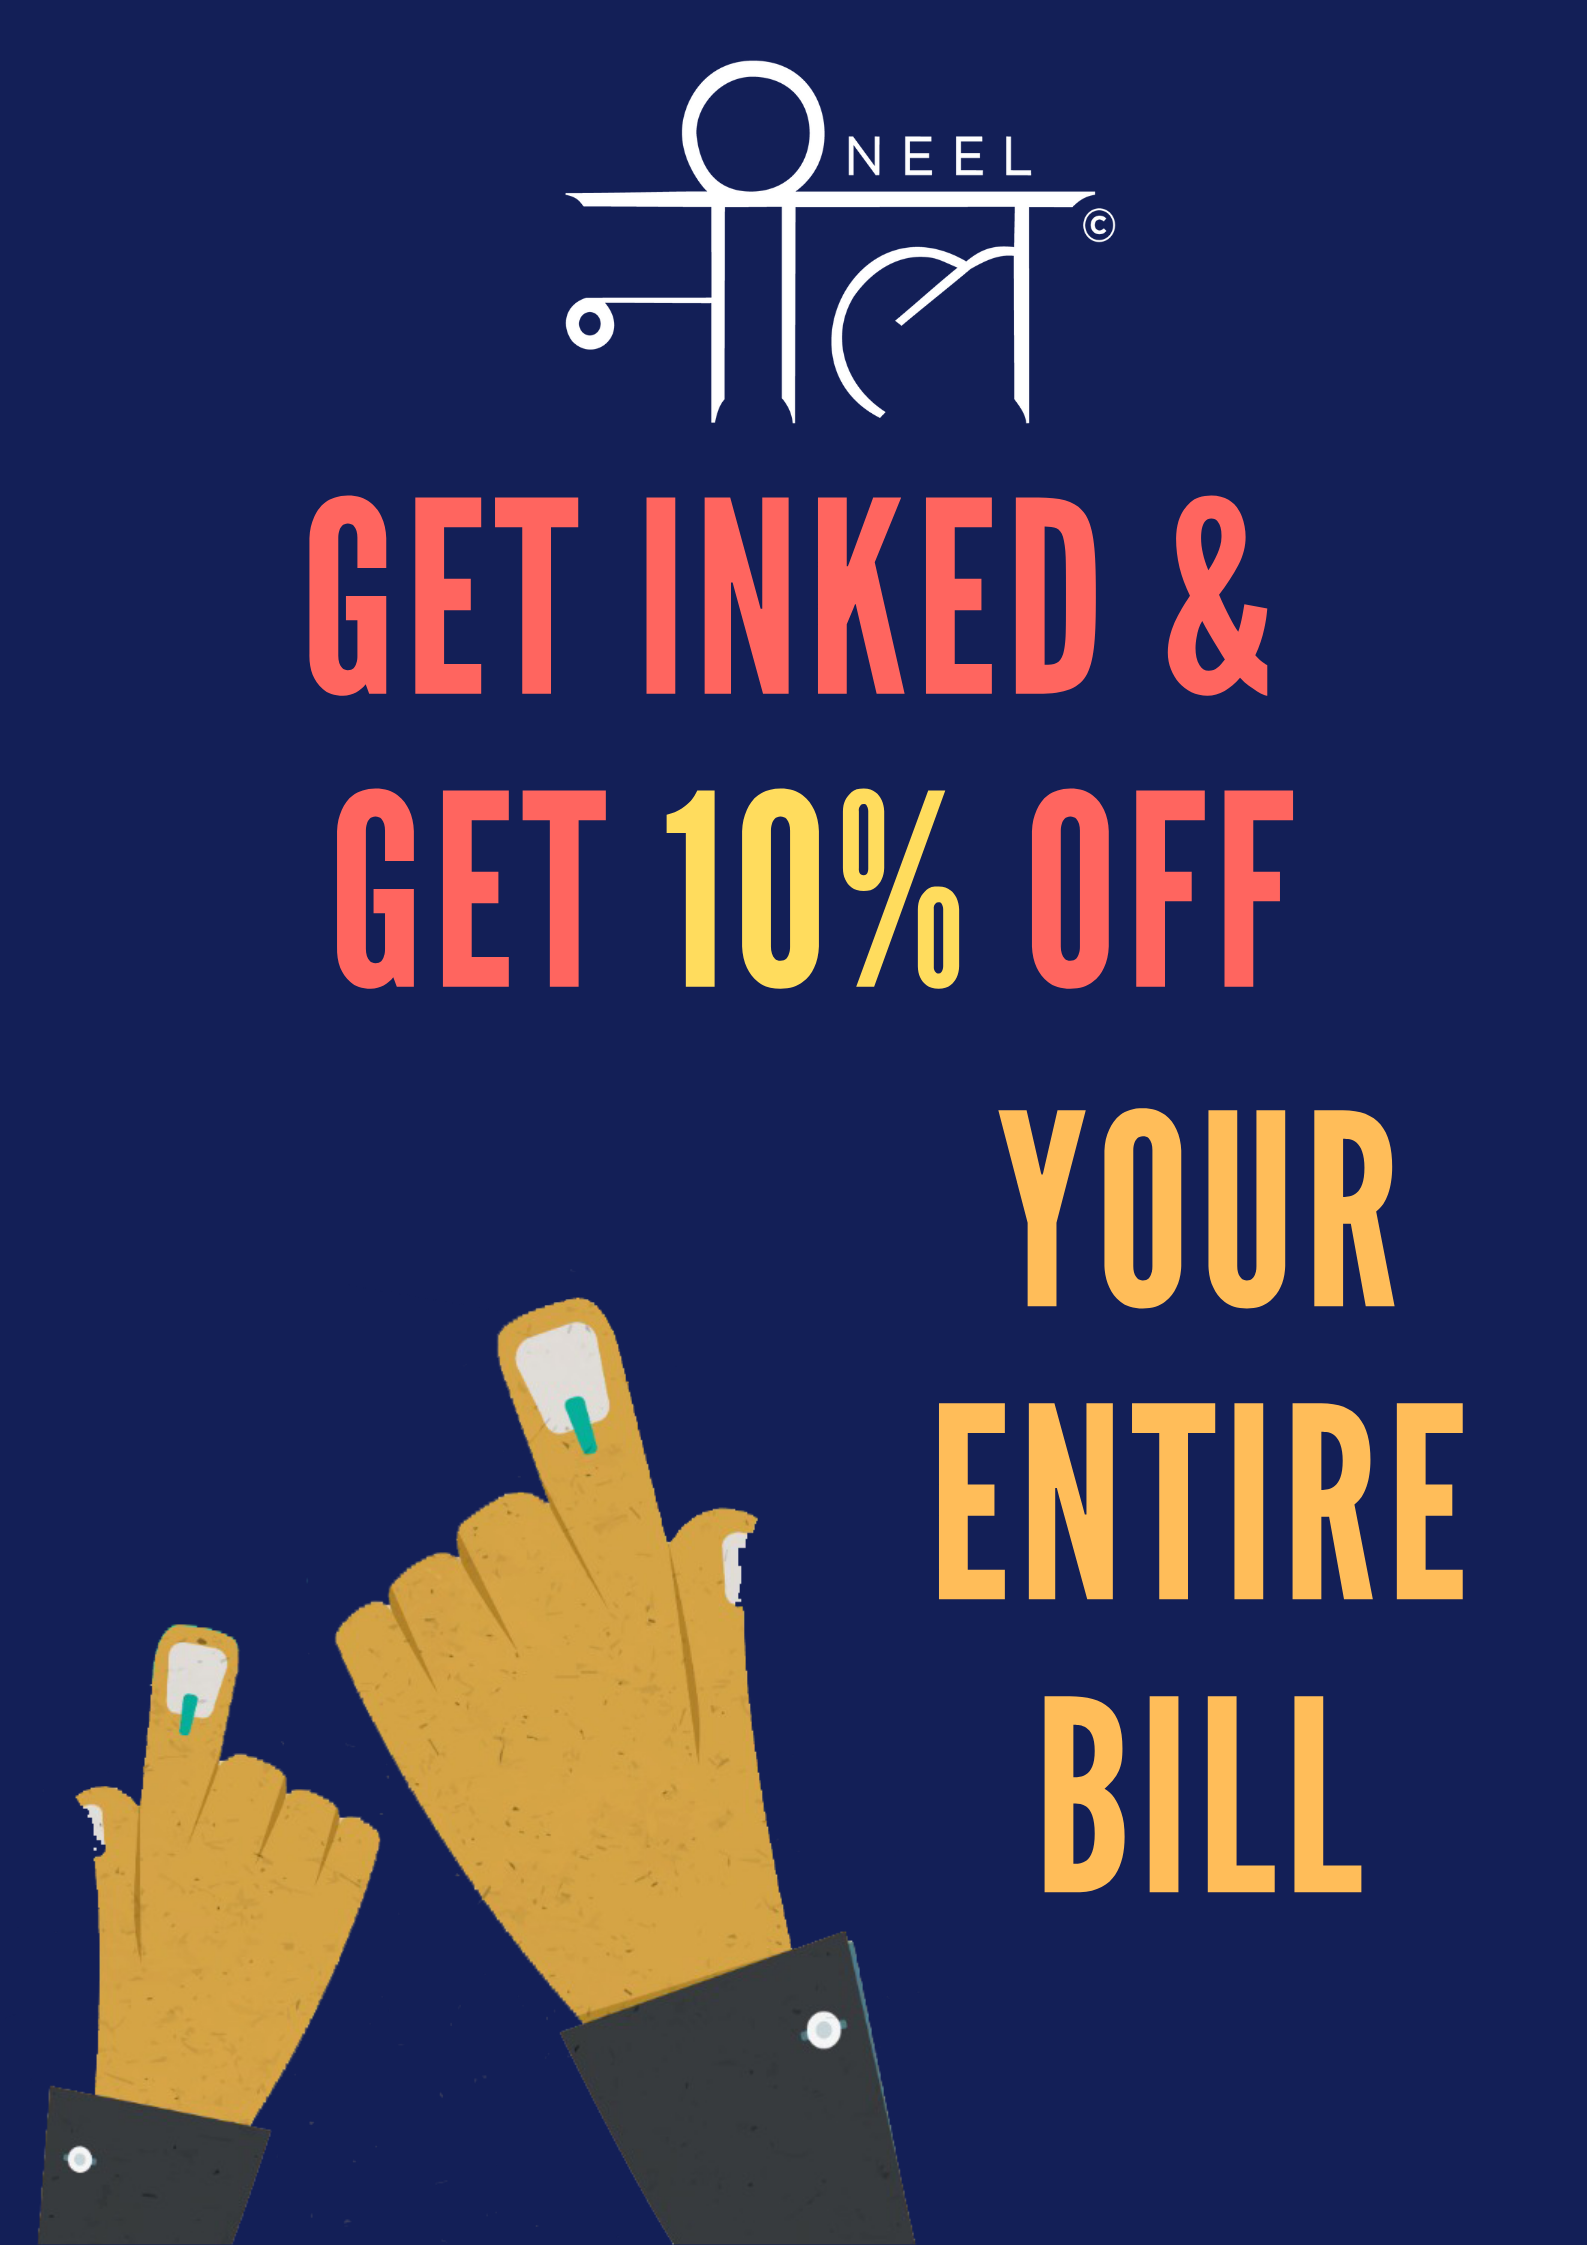 NEEL
नील
©
GET INKED &
GET 10% OFF
YOUR
ENTIRE
BILL